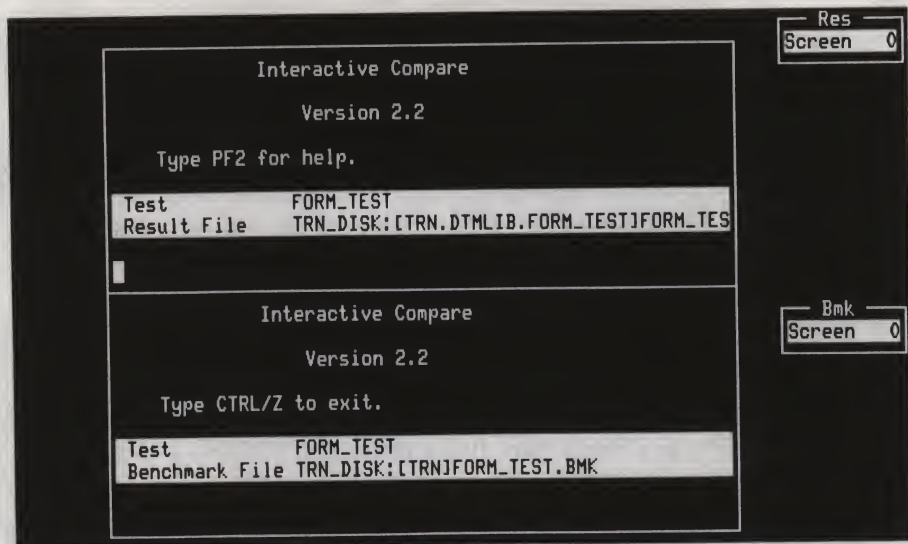 Res
Screen 0
Interactive Compare
Version 2.2
Type PF2 for help.
Test FORM_TEST
Result File TRN_DISK:[TRN.DTMLIB.FORM_TEST]FORM_TES
Bmk
Screen 0
Interactive Compare
Version 2.2
Type CTRL/Z to exit.
Test FORM_TEST
Benchmark File TRN_DISK:[TRN]FORM_TEST.BMK